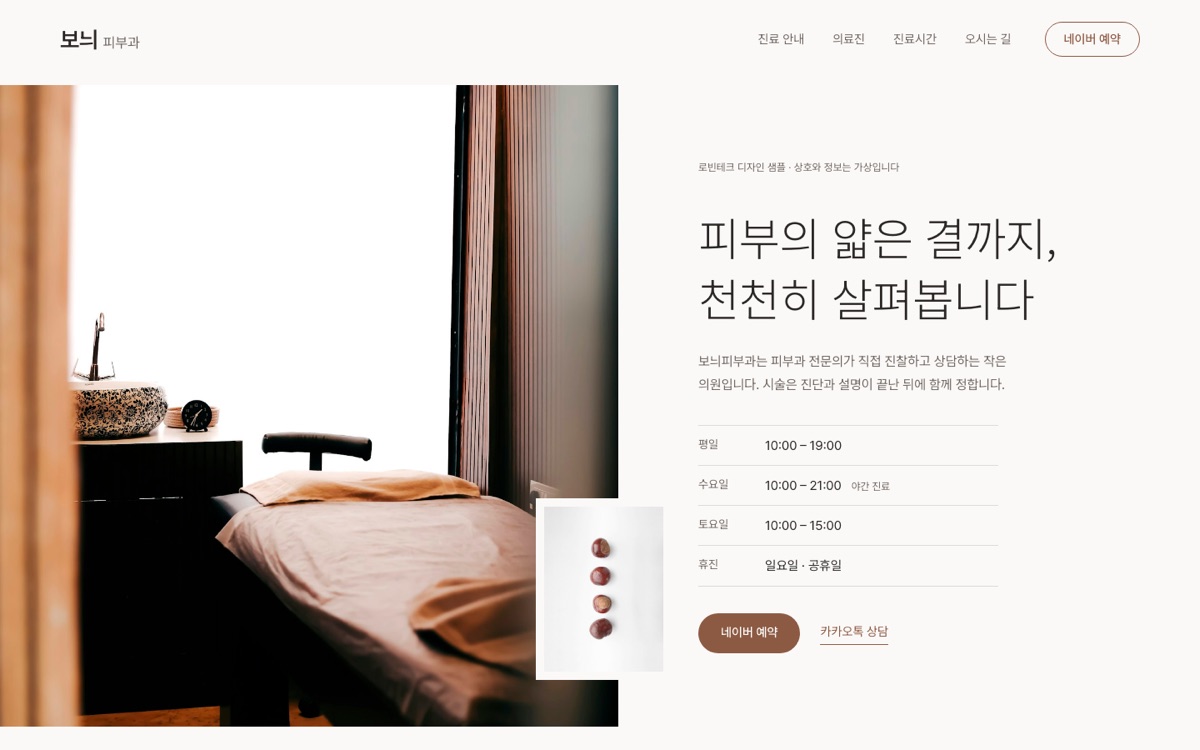 보늬 피부과
진료 안내
의료진
진료시간
오시는 길
네이버 예약
로빈테크 디자인 샘플 · 상호와 정보는 가상입니다
피부의 얇은 결까지,
천천히 살펴봅니다
보늬피부과는 피부과 전문의가 직접 진찰하고 상담하는 작은
의원입니다. 시술은 진단과 설명이 끝난 뒤에 함께 정합니다.
평일 10:00 – 19:00
수요일 10:00 – 21:00 야간 진료
토요일 10:00 – 15:00
휴진 일요일 · 공휴일
네이버 예약
카카오톡 상담